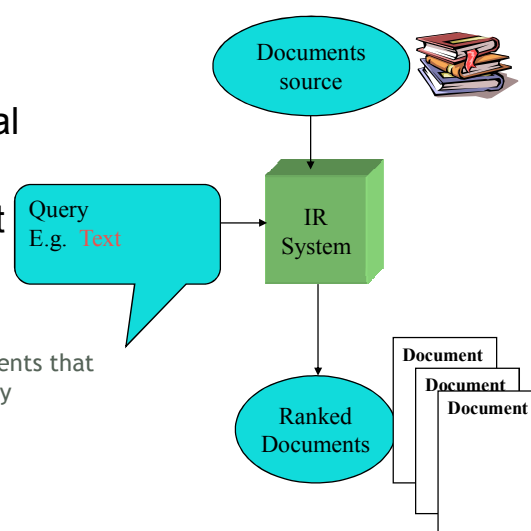 Documents
source
al
t
Query
E.g. Text
IR
System
ents that
y
Ranked
Documents
Document
Document
Document